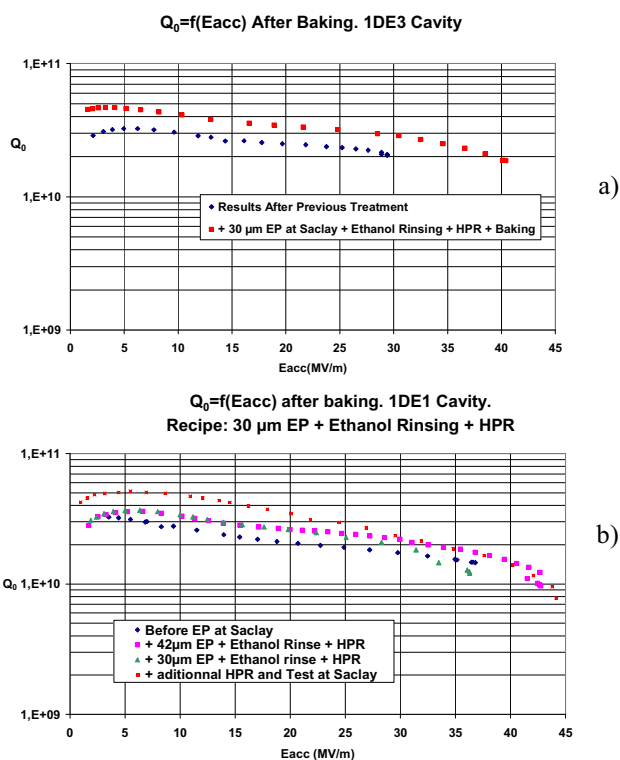 Q0=f(Eacc) After Baking. 1DE3 Cavity
1,E+11
Q0
1,E+10
Results After Previous Treatment
+ 30 µm EP at Saclay + Ethanol Rinsing + HPR + Baking
a)
1,E+09
0 5 10 15 20 25 30 35 40 45
Eacc(MV/m)
Q0=f(Eacc) after baking. 1DE1 Cavity.
Recipe: 30 µm EP + Ethanol Rinsing + HPR
1,E+11
b)
Q0 1,E+10
Before EP at Saclay
+ 42µm EP + Ethanol Rinse + HPR
+ 30µm EP + Ethanol rinse + HPR
+ aditionnal HPR and Test at Saclay
1,E+09
0 5 10 15 20 25 30 35 40 45
Eacc (MV/m)